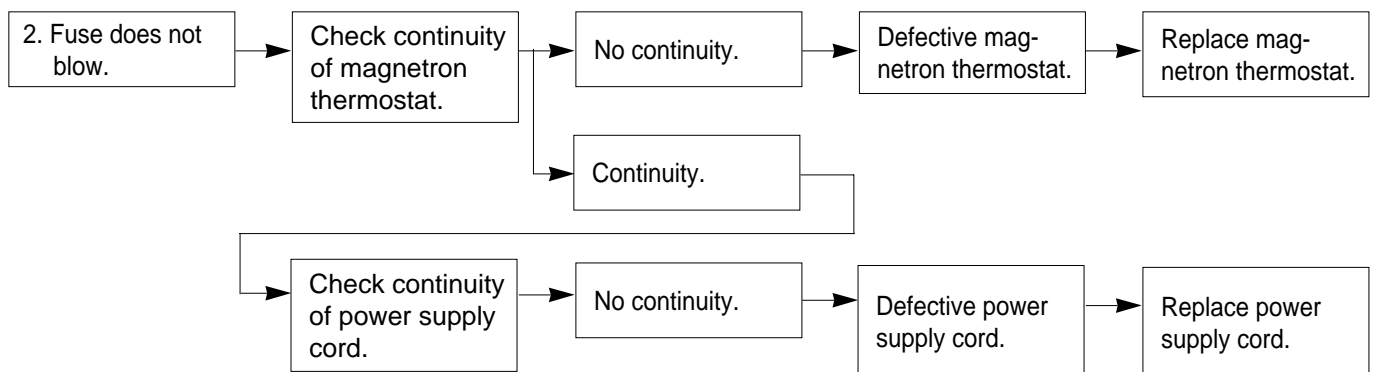 2. Fuse does not
blow.
Check continuity
of magnetron
thermostat.
No continuity.
Defective mag-
netron thermostat.
Replace mag-
netron thermostat.
Continuity.
Check continuity
of power supply
cord.
No continuity.
Defective power
supply cord.
Replace power
supply cord.